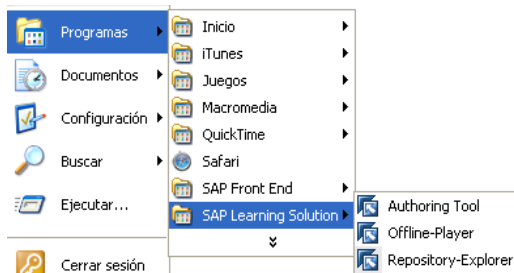 Programas
Documentos
Configuración
Buscar
Ejecutar...
Cerrar sesión
Inicio
iTunes
Juegos
Macromedia
QuickTime
Safari
SAP Front End
SAP Learning Solution
Authoring Tool
Offline-Player
Repository-Explorer